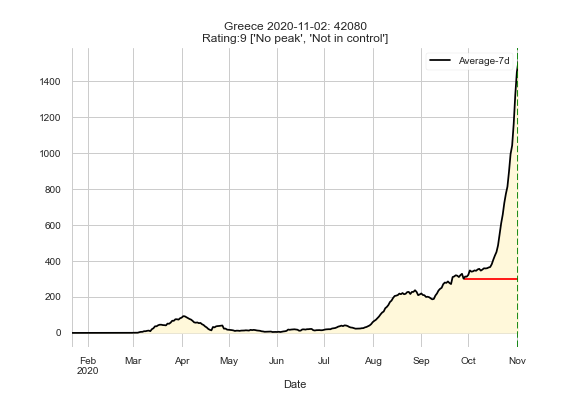 Greece 2020-11-02: 42080
Rating:9 ['No peak', 'Not in control']
Average-7d
1400
1200
1000
800
600
400
200
0
Feb Mar Apr May Jun Jul Aug Sep Oct Nov
2020
Date